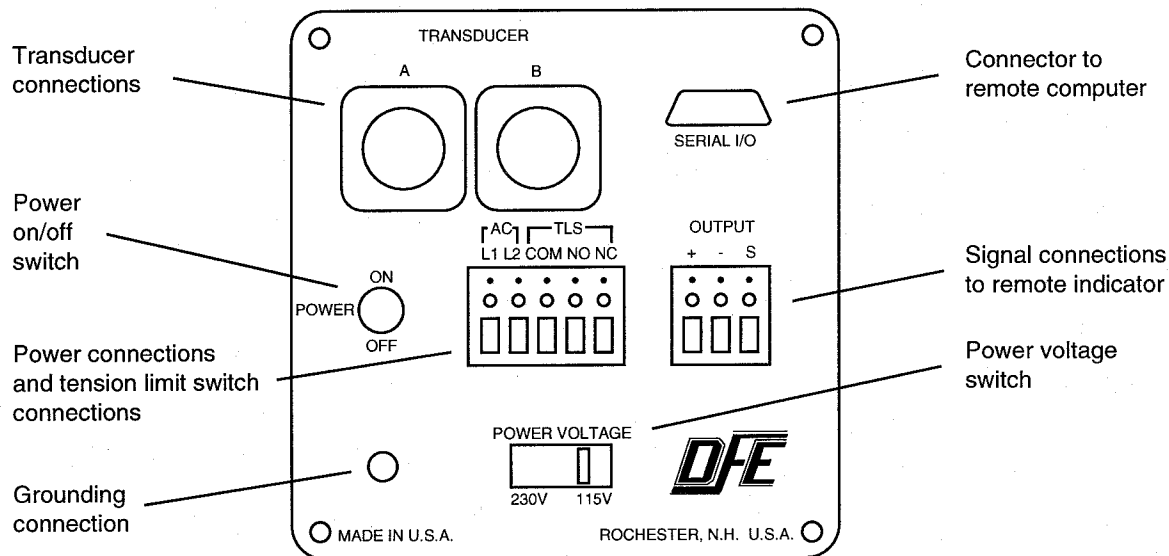 Transducer
connections
Power
on/off
switch
Power connections
and tension limit switch
connections
Grounding
connection
TRANSDUCER
A B
SERIAL I/O
AC TLS
L1 L2 COM NO NC
OUTPUT
+ - S
ON
POWER
OFF
POWER VOLTAGE
230V 115V
DFE
MADE IN U.S.A.
ROCHESTER, N.H. U.S.A.
Connector to
remote computer
Signal connections
to remote indicator
Power voltage
switch